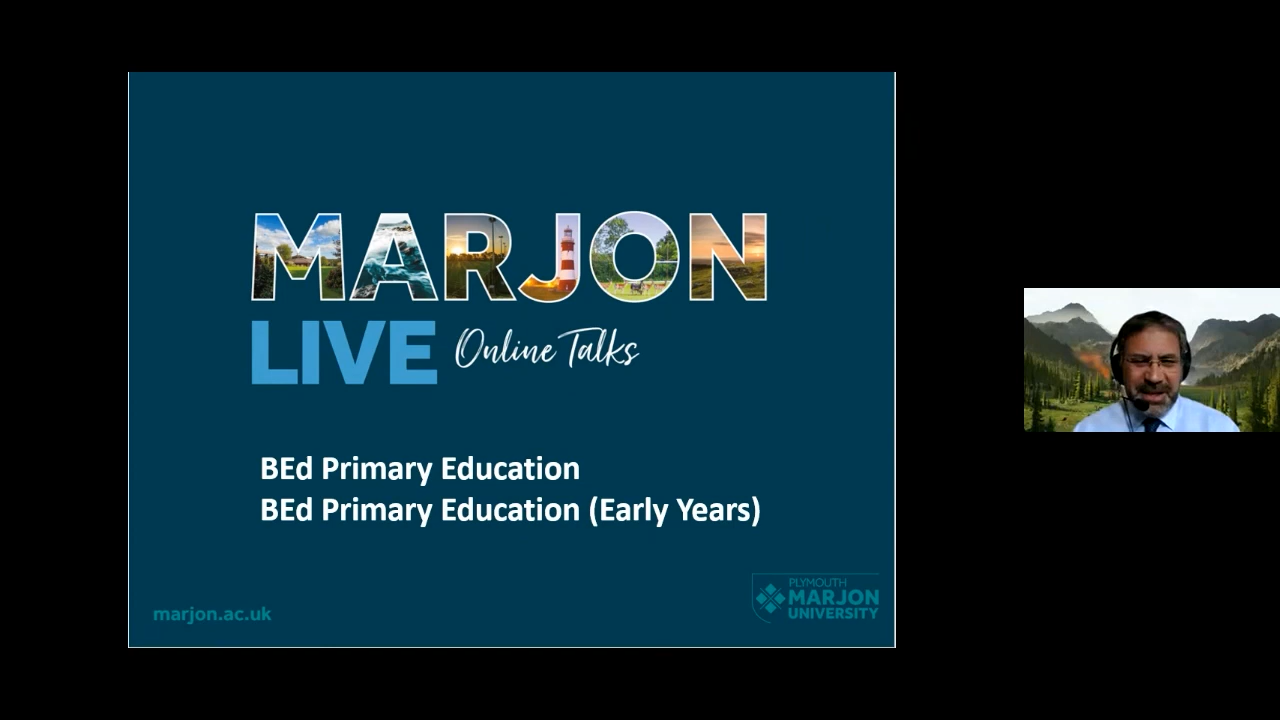 MARJON
LIVE Online Talks
BEd Primary Education
BEd Primary Education (Early Years)
marjon.ac.uk
PLYMOUTH
MARJON
UNIVERSITY